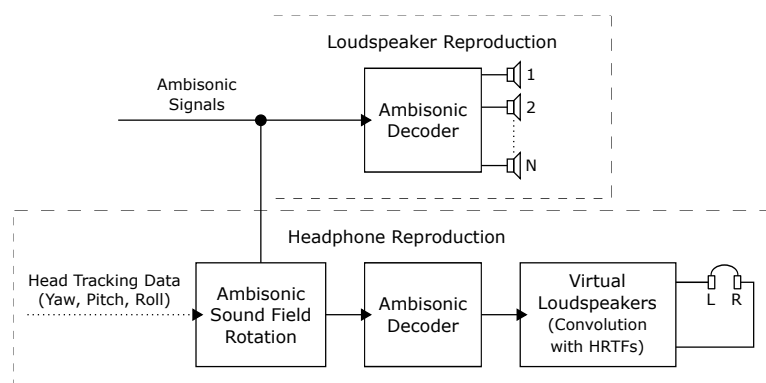 Loudspeaker Reproduction
Ambisonic
Signals
Ambisonic
Decoder
1
2
N
Headphone Reproduction
Head Tracking Data
(Yaw, Pitch, Roll)
Ambisonic
Sound Field
Rotation
Ambisonic
Decoder
Virtual
Loudspeakers
(Convolution
with HRTFs)
L R